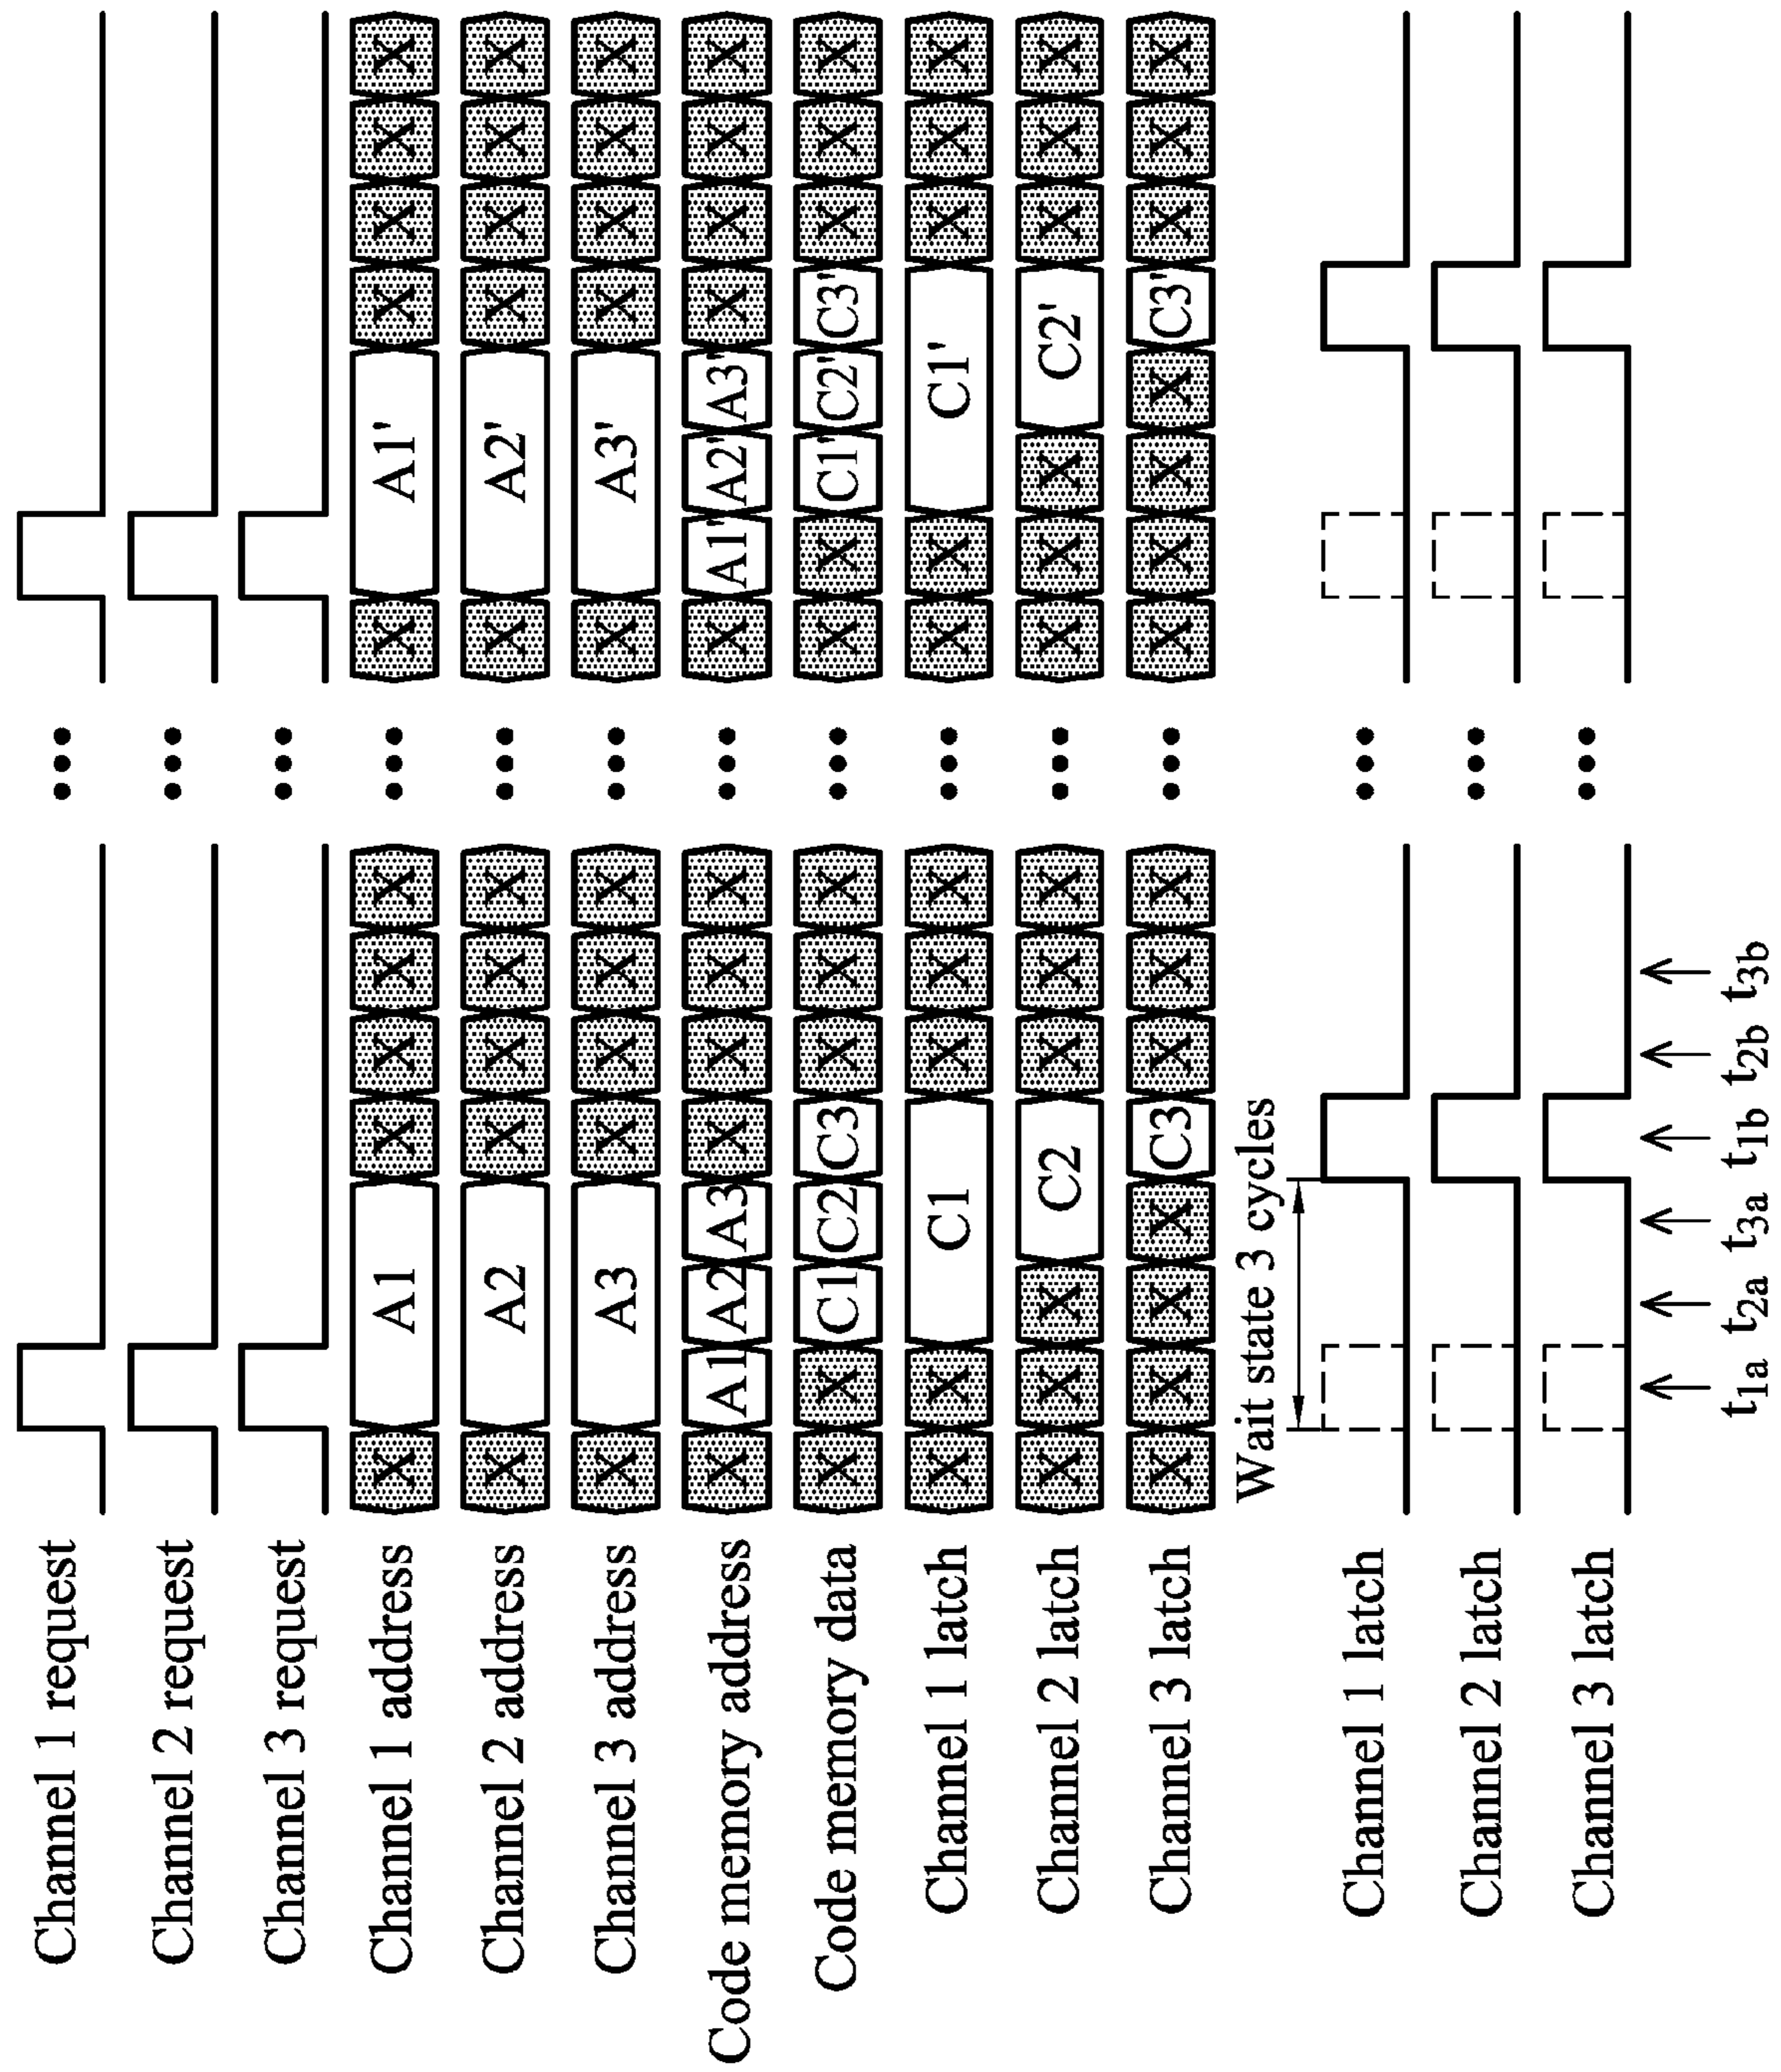 Channel 1 request ... 
Channel 2 request ... 
Channel 3 request ... 
Channel 1 address X A1 X X X X ... X A1' X X X X
Channel 2 address X A2 X X X X ... X A2' X X X X
Channel 3 address X A3 X X X X ... X A3' X X X X
Code memory address X A1 A2 A3 X X X X ... X A1' A2' A3' X X X X
Code memory data X X C1 C2 C3 X X X ... X X C1' C2' C3' X X X
Channel 1 latch X X C1 X X X ... X X C1' X X X
Channel 2 latch X X X C2 X X X ... X X X C2' X X X
Channel 3 latch X X X X C3 X X X ... X X X X C3' X X X
Wait state 3 cycles
Channel 1 latch ...
Channel 2 latch ...
Channel 3 latch ...
t1a t2a t3a t1b t2b t3b